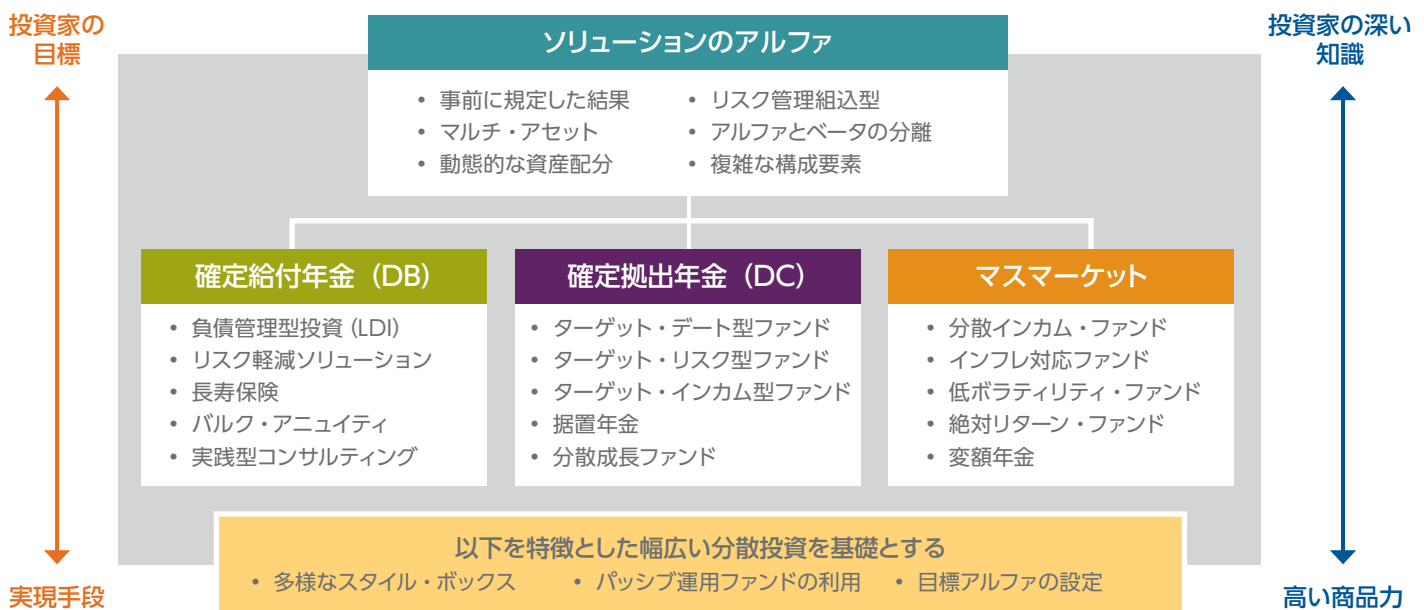 投資家の
目標
実現手段
ソリューションのアルファ
• 事前に規定した結果
• マルチ・アセット
• 動態的な資産配分
• リスク管理組込型
• アルファとベータの分離
• 複雑な構成要素
確定給付年金（DB）
• 負債管理型投資（LDI）
• リスク軽減ソリューション
• 長寿保険
• バルク・アニュイティ
• 実践型コンサルティング
確定拠出年金（DC）
• ターゲット・デート型ファンド
• ターゲット・リスク型ファンド
• ターゲット・インカム型ファンド
• 据置年金
• 分散成長ファンド
マスマーケット
• 分散インカム・ファンド
• インフレ対応ファンド
• 低ボラティリティ・ファンド
• 絶対リターン・ファンド
• 変額年金
以下を特徴とした幅広い分散投資を基礎とする
• 多様なスタイル・ボックス • パッシブ運用ファンドの利用 • 目標アルファの設定
投資家の深い
知識
高い商品力